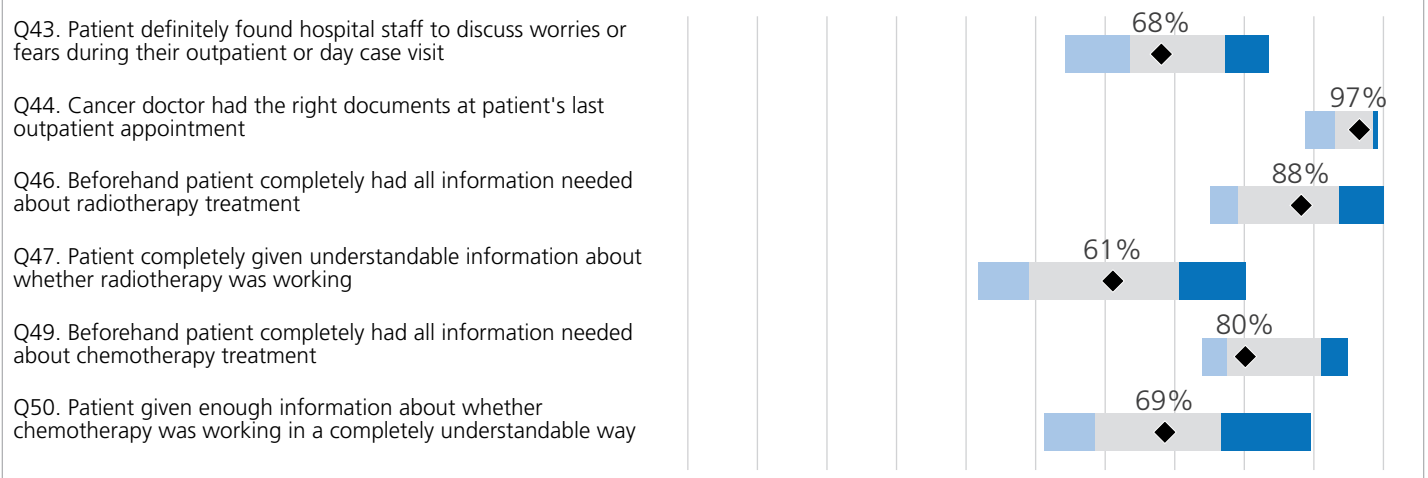 Q43. Patient definitely found hospital staff to discuss worries or
fears during their outpatient or day case visit
68%
Q44. Cancer doctor had the right documents at patient's last
outpatient appointment
97%
Q46. Beforehand patient completely had all information needed
about radiotherapy treatment
88%
Q47. Patient completely given understandable information about
whether radiotherapy was working
61%
Q49. Beforehand patient completely had all information needed
about chemotherapy treatment
80%
Q50. Patient given enough information about whether
chemotherapy was working in a completely understandable way
69%